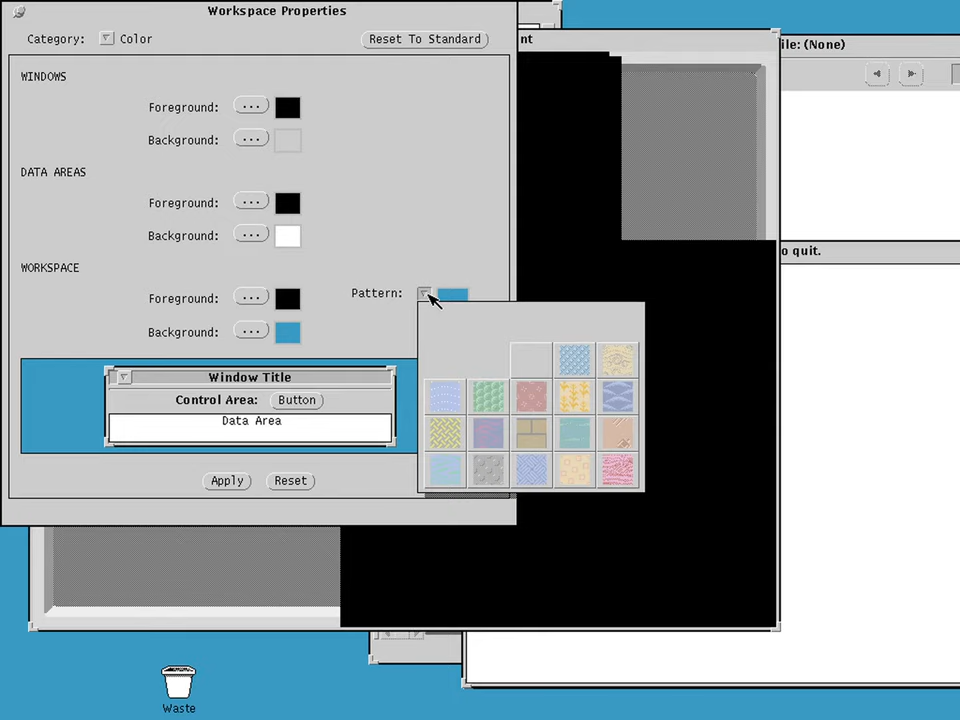 Workspace Properties
Category: Color
Reset To Standard
WINDOWS
Foreground: ...
Background: ...
DATA AREAS
Foreground: ...
Background: ...
WORKSPACE
Foreground: ...
Pattern:
Background: ...
Window Title
Control Area: Button
Data Area
Apply Reset
nt
ile: (None)
o quit.
Waste